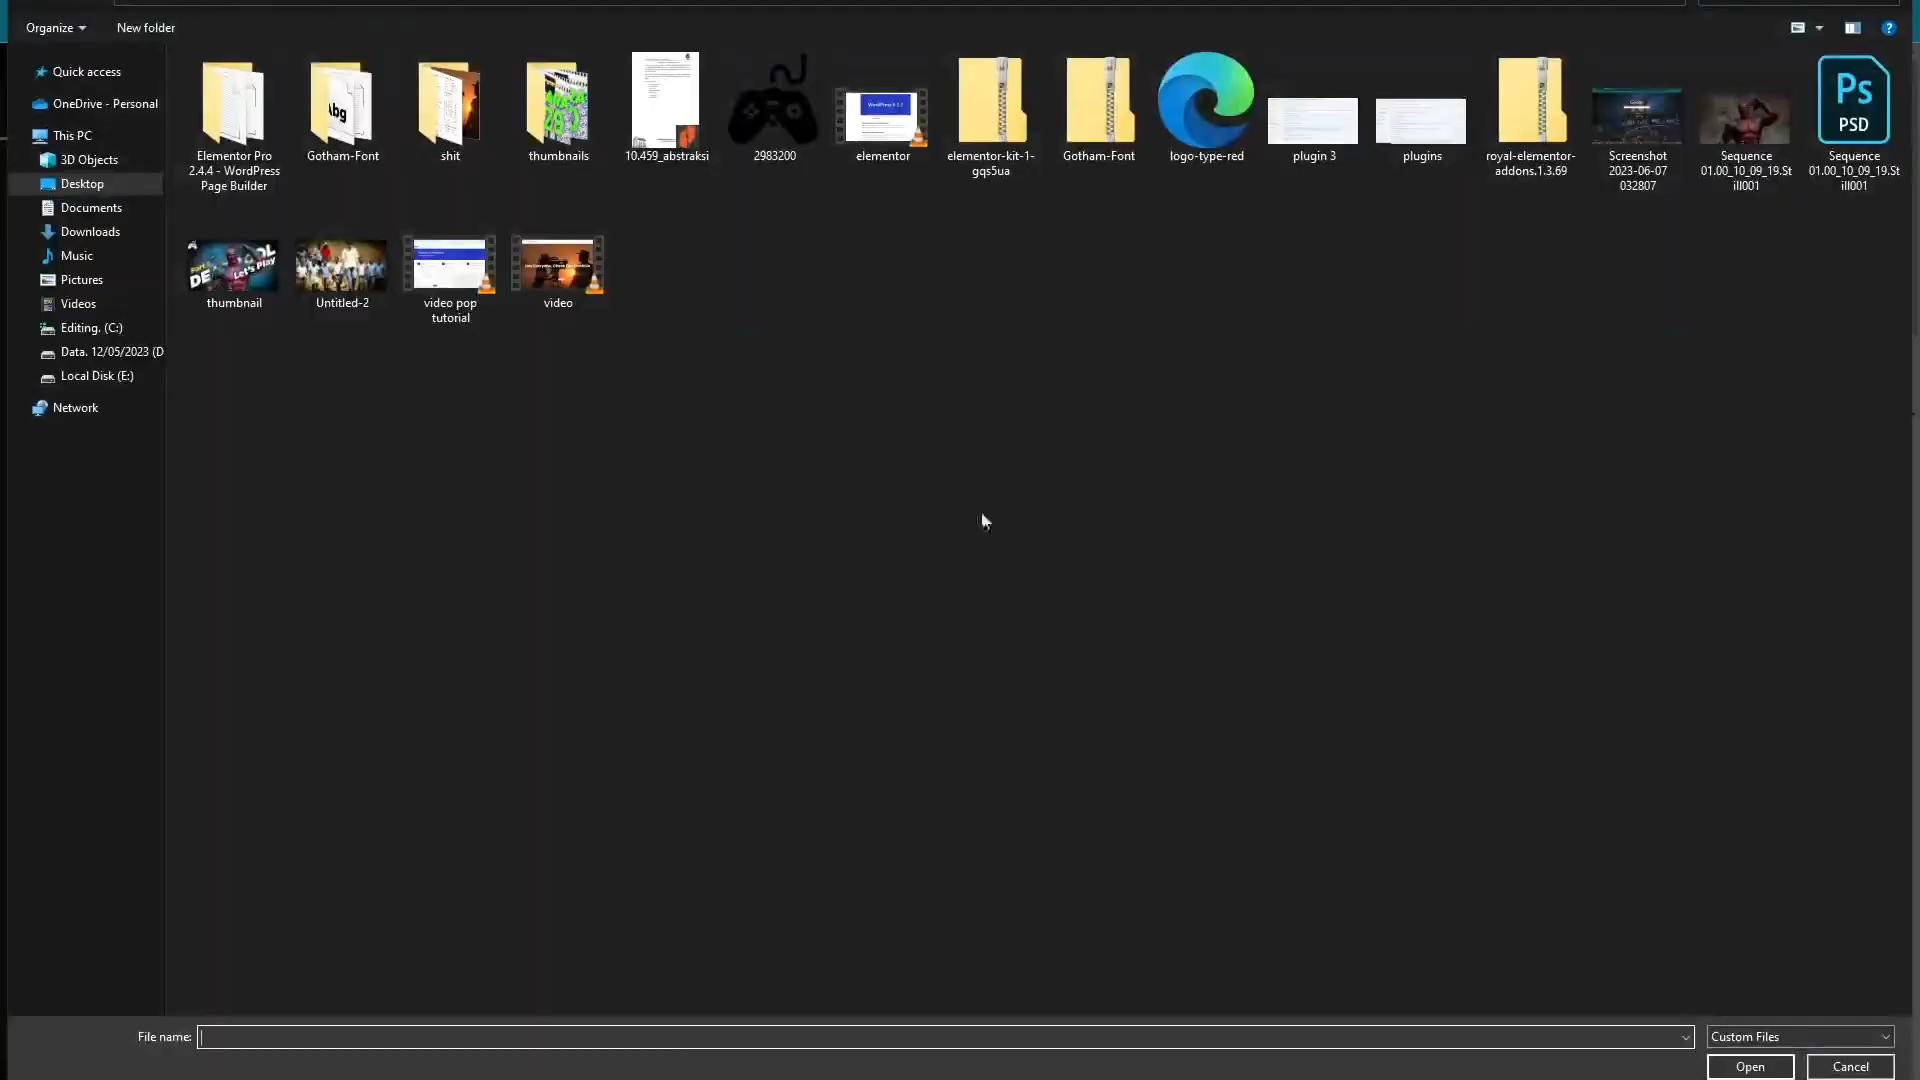 Organize
New folder
Quick access
OneDrive - Personal
This PC
3D Objects
Desktop
Documents
Downloads
Music
Pictures
Videos
Editing. (C:)
Data. 12/05/2023 (D
Local Disk (E:)
Network
Elementor Pro
2.4.4 - WordPress
Page Builder
Gotham-Font
shit
thumbnails
10.459_abstraksi
2983200
elementor
elementor-kit-1-
gqs5ua
Gotham-Font
logo-type-red
plugin 3
plugins
royal-elementor-
addons.1.3.69
Screenshot
2023-06-07
032807
Sequence
01.00_10_09_19.St
ill001
Ps
PSD
Sequence
01.00_10_09_19.St
ill001
thumbnail
Untitled-2
video pop
tutorial
video
File name:
Custom Files
Open
Cancel